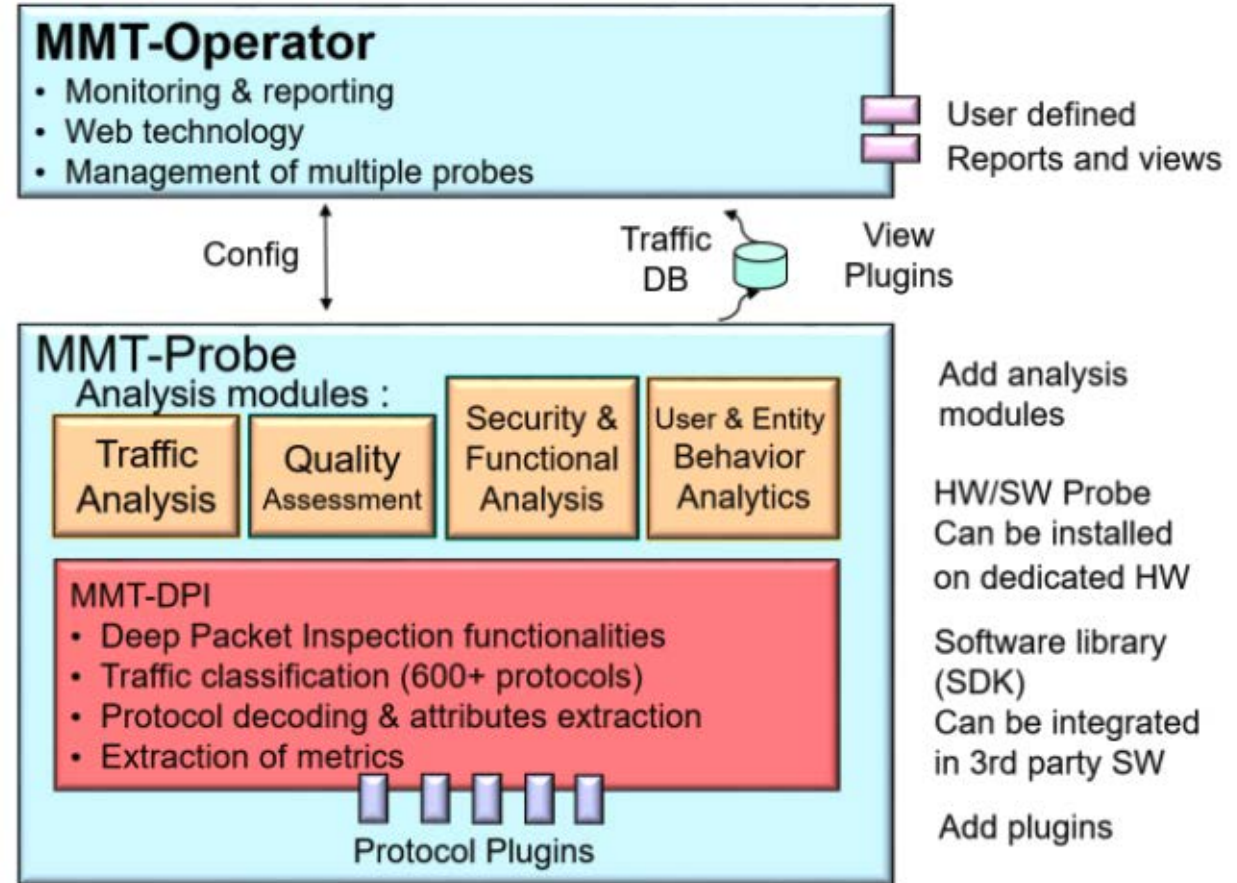 MMT-Operator
• Monitoring & reporting
• Web technology
• Management of multiple probes
User defined
Reports and views
Config
Traffic
DB
View
Plugins
MMT-Probe
Analysis modules :
Traffic
Analysis
Quality
Assessment
Security &
Functional
Analysis
User & Entity
Behavior
Analytics
Add analysis
modules
HW/SW Probe
Can be installed
on dedicated HW
MMT-DPI
• Deep Packet Inspection functionalities
• Traffic classification (600+ protocols)
• Protocol decoding & attributes extraction
• Extraction of metrics
Software library
(SDK)
Can be integrated
in 3rd party SW
Protocol Plugins
Add plugins